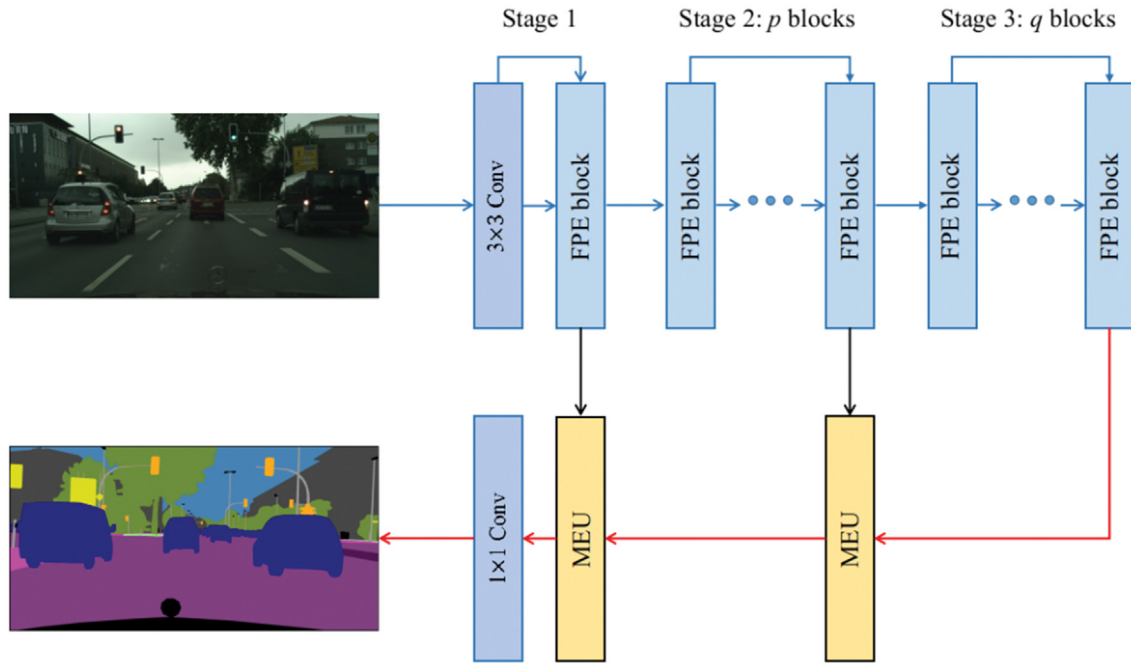 Stage 1
Stage 2: p blocks
Stage 3: q blocks
3×3 Conv
FPE block
FPE block
FPE block
FPE block
FPE block
1×1 Conv
MEU
MEU